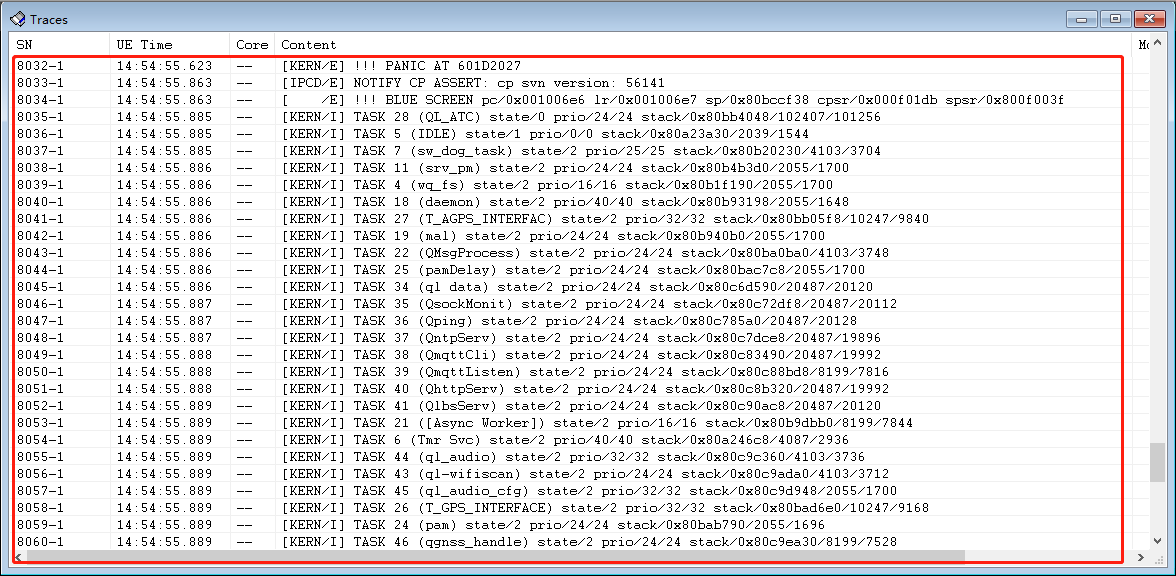 Traces
SN UE Time Core Content Mo
8032-1 14:54:55.623 -- [KERN/E] !!! PANIC AT 601D2027
8033-1 14:54:55.863 -- [IPCD/E] NOTIFY CP ASSERT: cp svn version: 56141
8034-1 14:54:55.863 -- [ /E] !!! BLUE SCREEN pc/0x001006e6 lr/0x001006e7 sp/0x80bccf38 cpsr/0x000f01db spsr/0x800f003f
8035-1 14:54:55.885 -- [KERN/I] TASK 28 (QL_ATC) state/0 prio/24/24 stack/0x80bb4048/102407/101256
8036-1 14:54:55.885 -- [KERN/I] TASK 5 (IDLE) state/1 prio/0/0 stack/0x80a23a30/2039/1544
8037-1 14:54:55.885 -- [KERN/I] TASK 7 (sw_dog_task) state/2 prio/25/25 stack/0x80b20230/4103/3704
8038-1 14:54:55.886 -- [KERN/I] TASK 11 (srv_pm) state/2 prio/24/24 stack/0x80b4b3d0/2055/1700
8039-1 14:54:55.886 -- [KERN/I] TASK 4 (wq_fs) state/2 prio/16/16 stack/0x80b1f190/2055/1700
8040-1 14:54:55.886 -- [KERN/I] TASK 18 (daemon) state/2 prio/40/40 stack/0x80b93198/2055/1648
8041-1 14:54:55.886 -- [KERN/I] TASK 27 (T_AGPS_INTERFAC) state/2 prio/32/32 stack/0x80bb05f8/10247/9840
8042-1 14:54:55.886 -- [KERN/I] TASK 19 (mal) state/2 prio/24/24 stack/0x80b940b0/2055/1700
8043-1 14:54:55.886 -- [KERN/I] TASK 22 (QMsgProcess) state/2 prio/24/24 stack/0x80ba0ba0/4103/3748
8044-1 14:54:55.886 -- [KERN/I] TASK 25 (pamDelay) state/2 prio/24/24 stack/0x80bac7c8/2055/1700
8045-1 14:54:55.886 -- [KERN/I] TASK 34 (ql data) state/2 prio/24/24 stack/0x80c6d590/20487/20120
8046-1 14:54:55.887 -- [KERN/I] TASK 35 (QsockMonit) state/2 prio/24/24 stack/0x80c72df8/20487/20112
8047-1 14:54:55.887 -- [KERN/I] TASK 36 (Qping) state/2 prio/24/24 stack/0x80c785a0/20487/20128
8048-1 14:54:55.887 -- [KERN/I] TASK 37 (QntpServ) state/2 prio/24/24 stack/0x80c7dce8/20487/19896
8049-1 14:54:55.888 -- [KERN/I] TASK 38 (QmqttCli) state/2 prio/24/24 stack/0x80c83490/20487/19992
8050-1 14:54:55.888 -- [KERN/I] TASK 39 (QmqttListen) state/2 prio/24/24 stack/0x80c88bd8/8199/7816
8051-1 14:54:55.888 -- [KERN/I] TASK 40 (QhttpServ) state/2 prio/24/24 stack/0x80c8b320/20487/19992
8052-1 14:54:55.889 -- [KERN/I] TASK 41 (QlbsServ) state/2 prio/24/24 stack/0x80c90ac8/20487/20120
8053-1 14:54:55.889 -- [KERN/I] TASK 21 ([Async Worker]) state/2 prio/16/16 stack/0x80b9dbb0/8199/7844
8054-1 14:54:55.889 -- [KERN/I] TASK 6 (Tmr Svc) state/2 prio/40/40 stack/0x80a246c8/4087/2936
8055-1 14:54:55.889 -- [KERN/I] TASK 44 (ql_audio) state/2 prio/32/32 stack/0x80c9c360/4103/3736
8056-1 14:54:55.889 -- [KERN/I] TASK 43 (ql-wifiscan) state/2 prio/24/24 stack/0x80c9ada0/4103/3712
8057-1 14:54:55.889 -- [KERN/I] TASK 45 (ql_audio_cfg) state/2 prio/32/32 stack/0x80c9d948/2055/1700
8058-1 14:54:55.889 -- [KERN/I] TASK 26 (T_GPS_INTERFACE) state/2 prio/32/32 stack/0x80bad6e0/10247/9168
8059-1 14:54:55.889 -- [KERN/I] TASK 24 (pam) state/2 prio/24/24 stack/0x80bab790/2055/1696
8060-1 14:54:55.889 -- [KERN/I] TASK 46 (qgnss_handle) state/2 prio/24/24 stack/0x80c9ea30/8199/7528